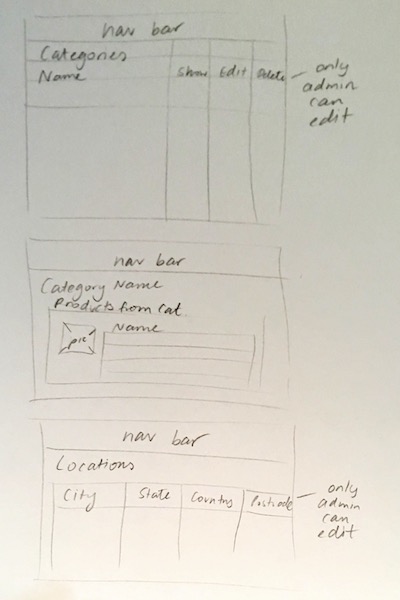 nav bar
Categories
Name Show Edit Delete
only
admin
can
edit
nav bar
Category Name
Products from cat.
pic Name
nav bar
Locations
City State Country Postcode
only
admin
can
edit